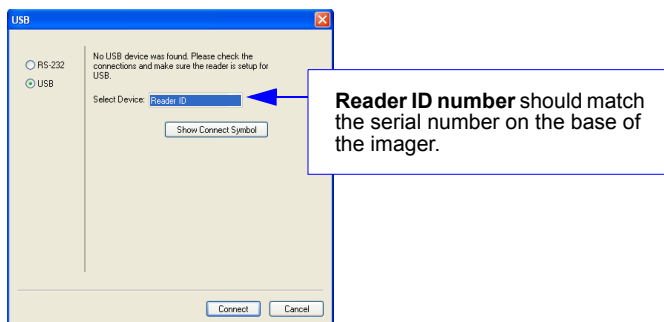 USB
RS-232
USB
No USB device was found. Please check the
connections and make sure the reader is setup for
USB.
Select Device: Reader ID
Show Connect Symbol
Connect Cancel
Reader ID number should match
the serial number on the base of
the imager.